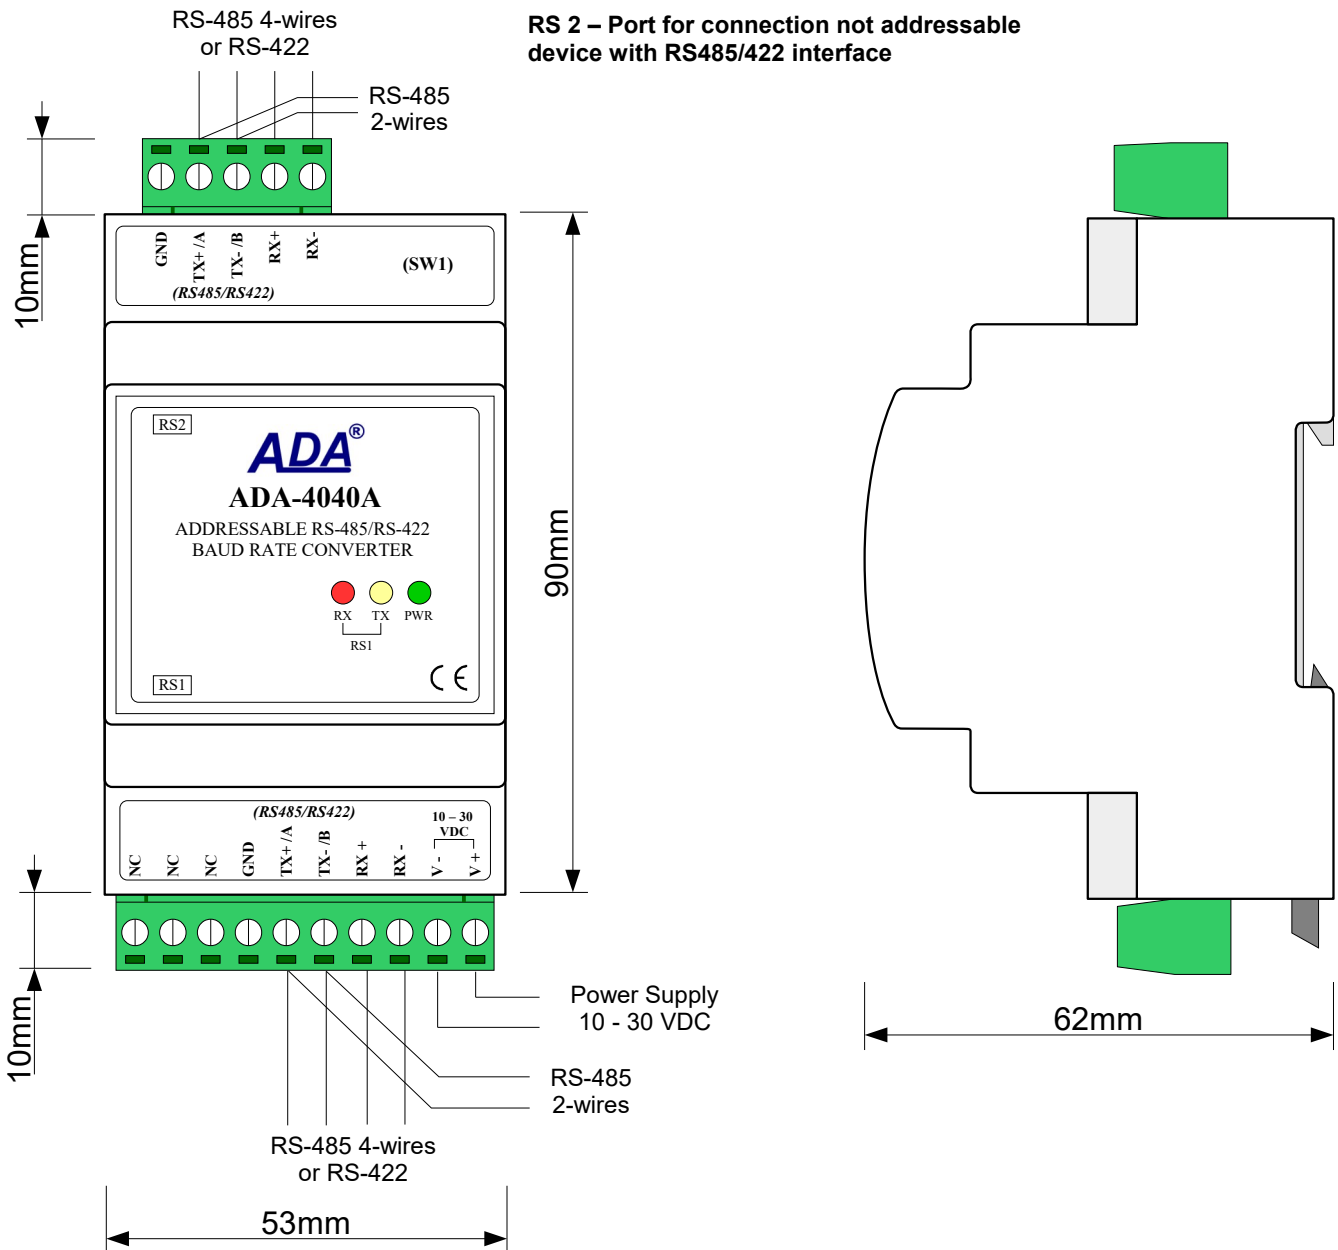 RS-485 4-wires
or RS-422
RS 2 – Port for connection not addressable
device with RS485/422 interface
RS-485
2-wires
10mm
GND
TX+ /A
TX- /B
RX+
RX-
(SW1)
(RS485/RS422)
RS2
ADA®
ADA-4040A
ADDRESSABLE RS-485/RS-422
BAUD RATE CONVERTER
RX TX PWR
RS1
RS1
CE
90mm
(RS485/RS422)
10 – 30
VDC
NC
NC
NC
GND
TX+ /A
TX- /B
RX +
RX -
V -
V +
10mm
Power Supply
10 - 30 VDC
RS-485
2-wires
RS-485 4-wires
or RS-422
53mm
62mm